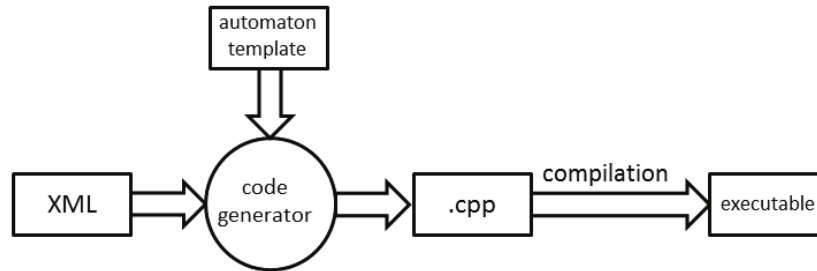 automaton
template
XML
code
generator
.cpp
compilation
executable